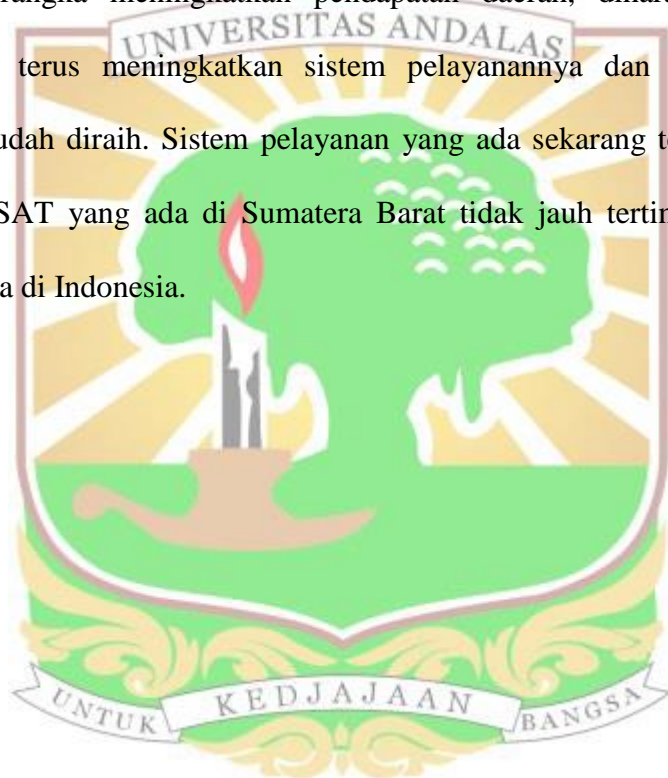 rangka meningkatkan pendapatan daerah,
UNIVERSITAS ANDALAS
terus meningkatkan sistem pelayanannya dan
udah diraih. Sistem pelayanan yang ada sekarang te
SAT yang ada di Sumatera Barat tidak jauh tertin
a di Indonesia.
UNTUK KEDJAJAAN BANGSA